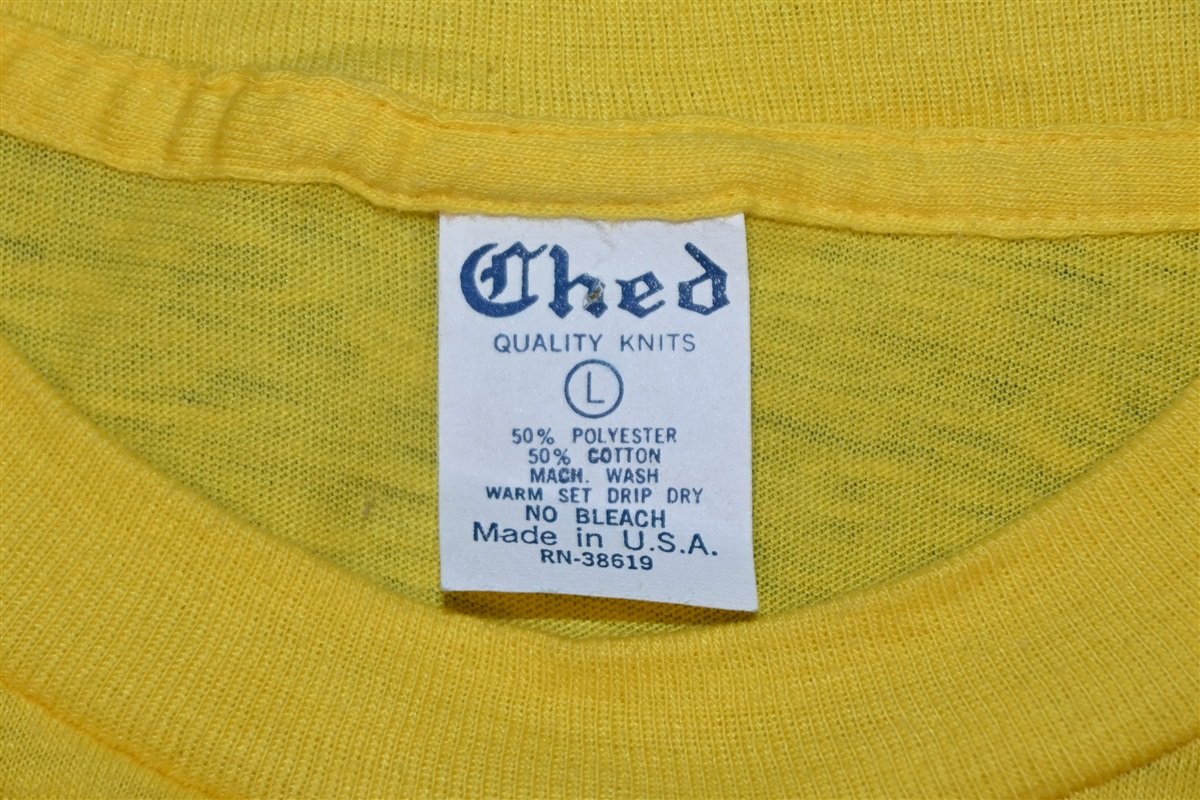 Ched
QUALITY KNITS
L
50% POLYESTER
50% COTTON
MACH. WASH
WARM SET DRIP DRY
NO BLEACH
Made in U.S.A.
RN-38619